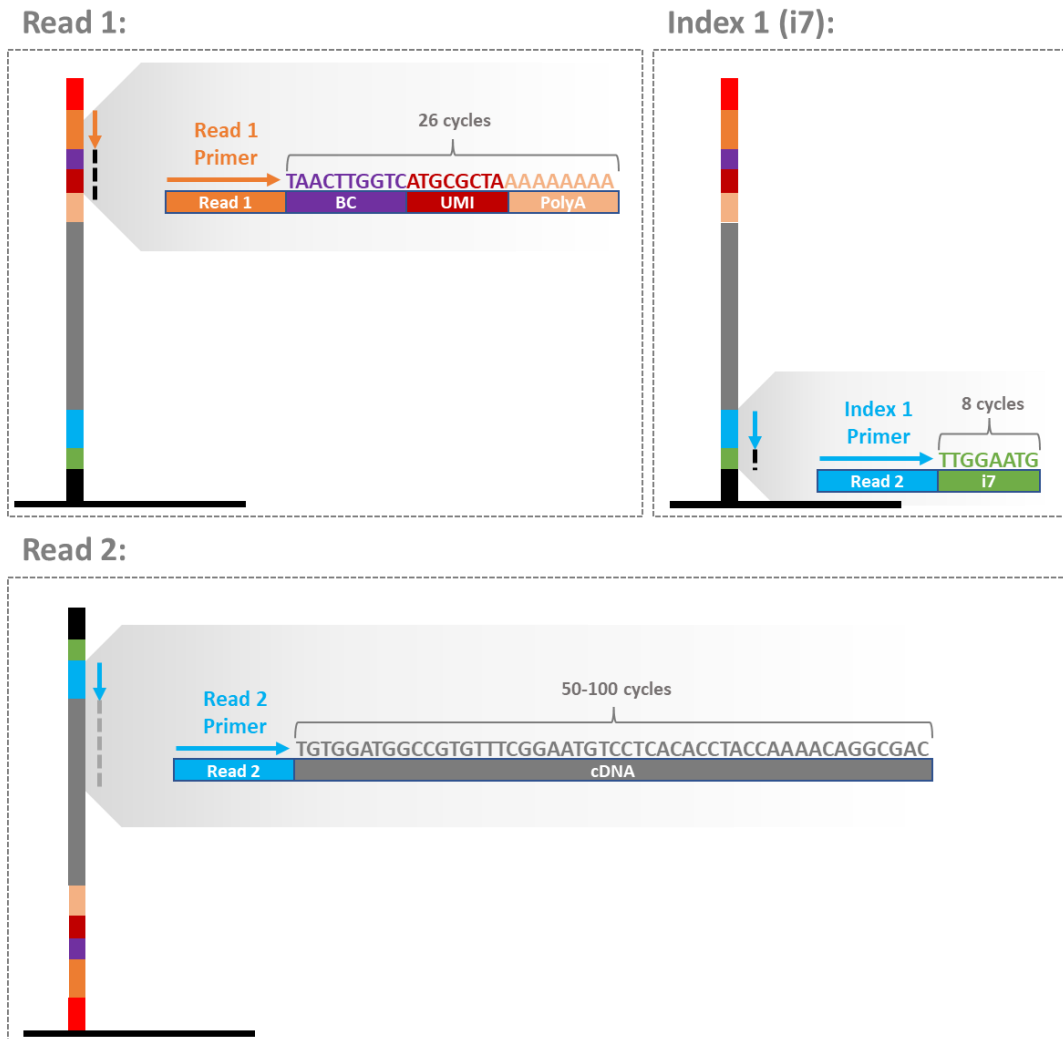 Read 1:
26 cycles
Read 1
Primer
TAACTTGGTCATGCGCTAAAAAAAAA
Read 1
BC
UMI
PolyA
Index 1 (i7):
Index 1
Primer
8 cycles
TTGGAATG
Read 2
i7
Read 2:
50-100 cycles
Read 2
Primer
TGTGGATGGCCGTGTTTCGGAATGTCCTCACACCTACCAAAACAGGCGAC
Read 2
cDNA